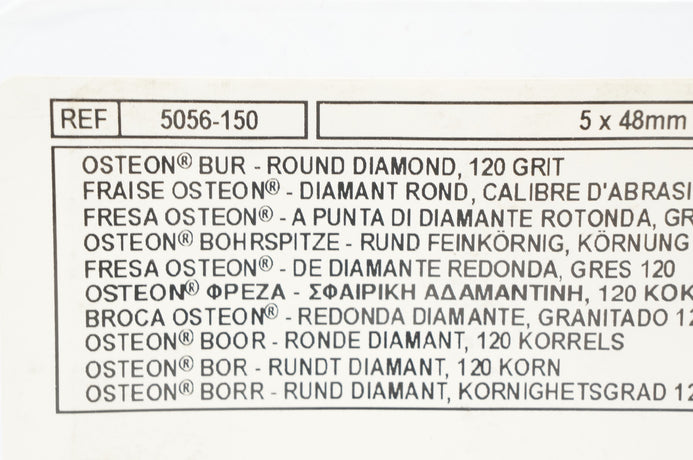 REF 5056-150 5 x 48mm
OSTEON® BUR - ROUND DIAMOND, 120 GRIT
FRAISE OSTEON® - DIAMANT ROND, CALIBRE D'ABRASI
FRESA OSTEON® - A PUNTA DI DIAMANTE ROTONDA, GR
OSTEON® BOHRSPITZE - RUND FEINKÖRNIG, KÖRNUNG
FRESA OSTEON® - DE DIAMANTE REDONDA, GRES 120
OSTEON® ΦΡΕΖΑ - ΣΦΑΙΡΙΚΗ ΑΔΑΜΑΝΤΙΝΗ, 120 ΚΟΚ
BROCA OSTEON® - REDONDA DIAMANTE, GRANITADO 12
OSTEON® BOOR - RONDE DIAMANT, 120 KORRELS
OSTEON® BOR - RUNDT DIAMANT, 120 KORN
OSTEON® BORR - RUND DIAMANT, KORNIGHETSGRAD 12